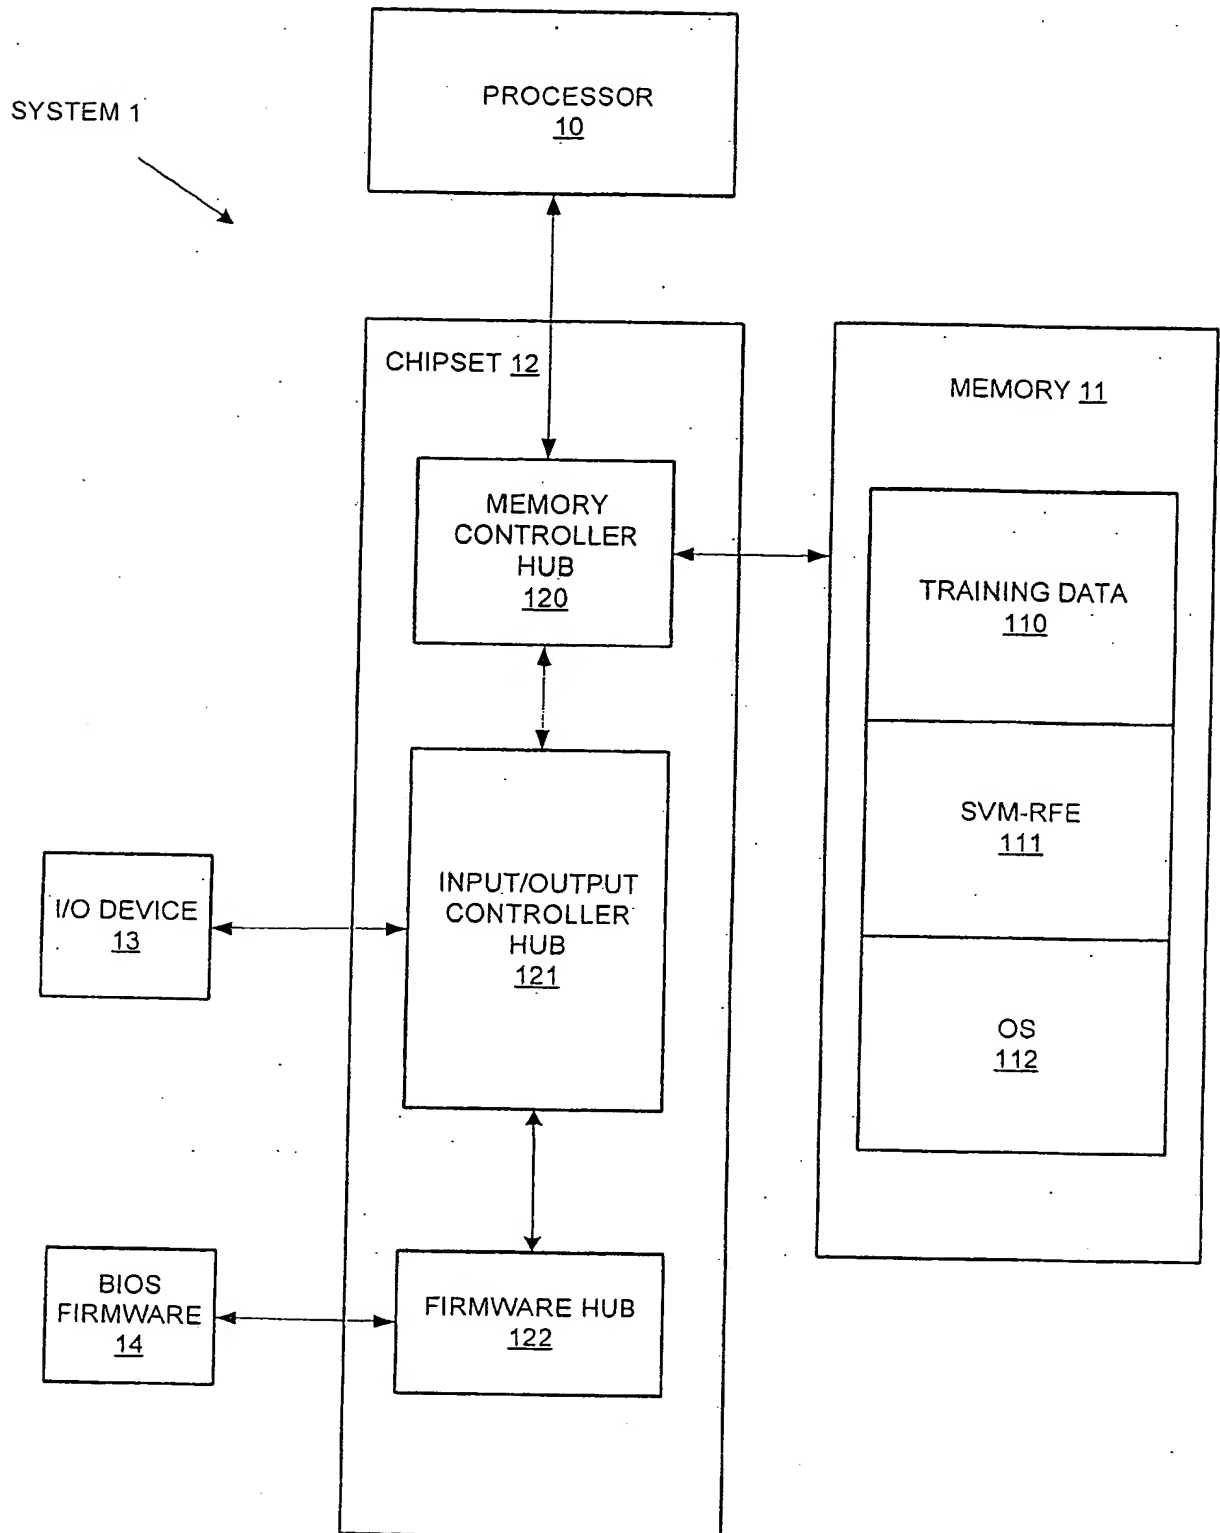 PROCESSOR
10
SYSTEM 1
CHIPSET 12
MEMORY 11
MEMORY
CONTROLLER
HUB
120
TRAINING DATA
110
SVM-RFE
111
INPUT/OUTPUT
CONTROLLER
HUB
121
I/O DEVICE
13
OS
112
BIOS
FIRMWARE
14
FIRMWARE HUB
122